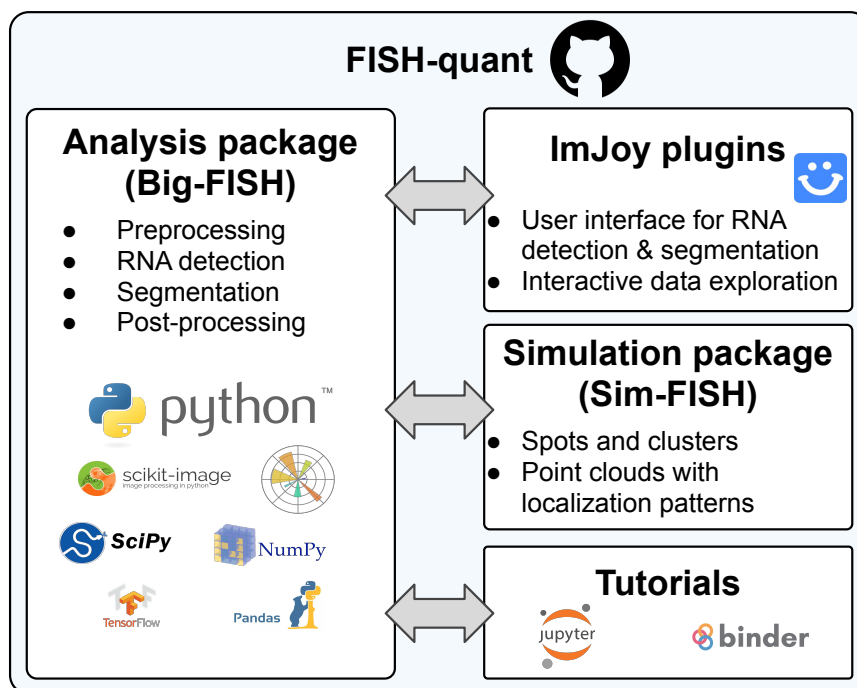 FISH-quant
Analysis package
(Big-FISH)
● Preprocessing
● RNA detection
● Segmentation
● Post-processing
python™
scikit-image
image processing in python
SciPy
NumPy
TensorFlow
Pandas
ImJoy plugins
● User interface for RNA
detection & segmentation
● Interactive data exploration
Simulation package
(Sim-FISH)
● Spots and clusters
● Point clouds with
localization patterns
Tutorials
jupyter
binder